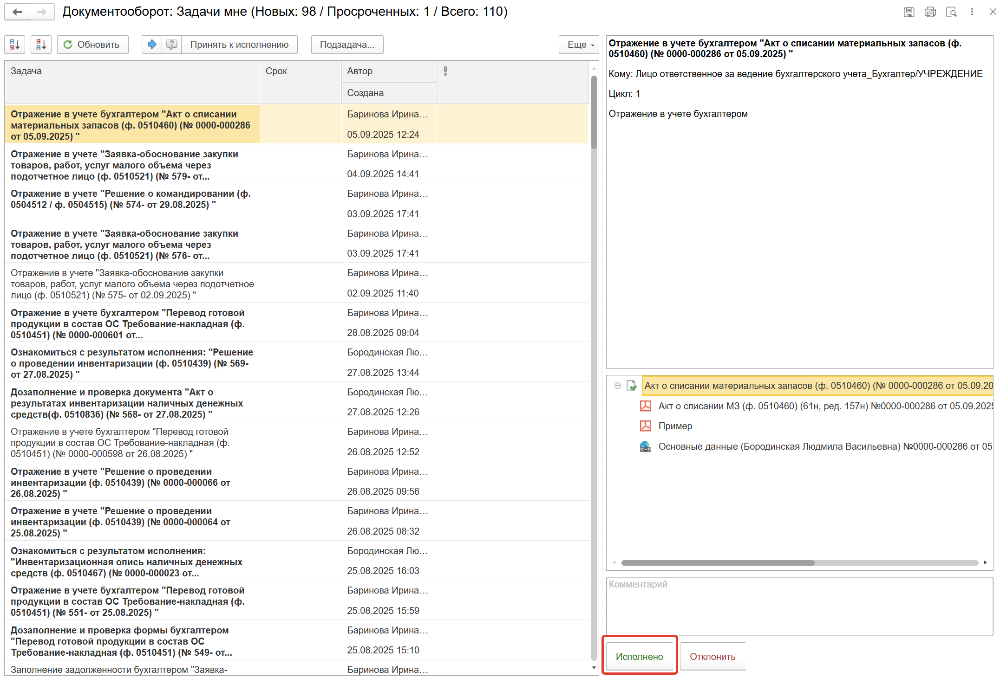 Документооборот: Задачи мне (Новых: 98 / Просроченных: 1 / Всего: 110)
Обновить
Принять к исполнению
Подзадача...
Еще
Задача
Срок
Автор
Создана
Отражение в учете бухгалтером "Акт о списании
материальных запасов (ф. 0510460) (№ 0000-000286
от 05.09.2025) "
Баринова Ирина...
05.09.2025 12:24
Отражение в учете "Заявка-обоснование закупки
товаров, работ, услуг малого объема через
подотчетное лицо (ф. 0510521) (№ 579- от...
Баринова Ирина...
04.09.2025 14:41
Отражение в учете "Решение о командировании (ф.
0504512 / ф. 0504515) (№ 574- от 29.08.2025) "
Баринова Ирина...
03.09.2025 17:41
Отражение в учете "Заявка-обоснование закупки
товаров, работ, услуг малого объема через
подотчетное лицо (ф. 0510521) (№ 576- от...
Баринова Ирина...
03.09.2025 17:41
Отражение в учете "Заявка-обоснование закупки
товаров, работ, услуг малого объема через подотчетное
лицо (ф. 0510521) (№ 575- от 02.09.2025) "
Баринова Ирина...
02.09.2025 11:40
Отражение в учете бухгалтером "Перевод готовой
продукции в состав ОС Требование-накладная (ф.
0510451) (№ 0000-000601 от...
Баринова Ирина...
28.08.2025 09:04
Ознакомиться с результатом исполнения: "Решение
о проведении инвентаризации (ф. 0510439) (№ 569-
от 27.08.2025) "
Бородинская Лю...
27.08.2025 13:44
Дозаполнение и проверка документа "Акт о
результатах инвентаризации наличных денежных
средств(ф. 0510836) (№ 568- от 27.08.2025) "
Бородинская Лю...
27.08.2025 12:26
Отражение в учете бухгалтером "Перевод готовой
продукции в состав ОС Требование-накладная (ф.
0510451) (№ 0000-000598 от 26.08.2025) "
Баринова Ирина...
26.08.2025 12:52
Отражение в учете "Решение о проведении
инвентаризации (ф. 0510439) (№ 0000-000066 от
26.08.2025) "
Баринова Ирина...
26.08.2025 09:56
Отражение в учете "Решение о проведении
инвентаризации (ф. 0510439) (№ 0000-000064 от
25.08.2025) "
Баринова Ирина...
26.08.2025 08:32
Ознакомиться с результатом исполнения:
"Инвентаризационная опись наличных денежных
средств (ф. 0510467) (№ 0000-000023 от...
Бородинская Лю...
25.08.2025 16:03
Отражение в учете бухгалтером "Перевод готовой
продукции в состав ОС Требование-накладная (ф.
0510451) (№ 551- от 25.08.2025) "
Баринова Ирина...
25.08.2025 15:59
Дозаполнение и проверка формы бухгалтером
"Перевод готовой продукции в состав ОС
Требование-накладная (ф. 0510451) (№ 549- от...
Баринова Ирина...
25.08.2025 15:10
Заполнение задолженности бухгалтером "Заявка-
Баринова Ирина...
Отражение в учете бухгалтером "Акт о списании материальных запасов (ф.
0510460) (№ 0000-000286 от 05.09.2025) "
Кому: Лицо ответственное за ведение бухгалтерского учета_Бухгалтер/УЧРЕЖДЕНИЕ
Цикл: 1
Отражение в учете бухгалтером
Акт о списании материальных запасов (ф. 0510460) (№ 0000-000286 от 05.09.20
Акт о списании МЗ (ф. 0510460) (61н, ред. 157н) №0000-000286 от 05.09.2025
Пример
Основные данные (Бородинская Людмила Васильевна) №0000-000286 от 05
Комментарий
Исполнено
Отклонить